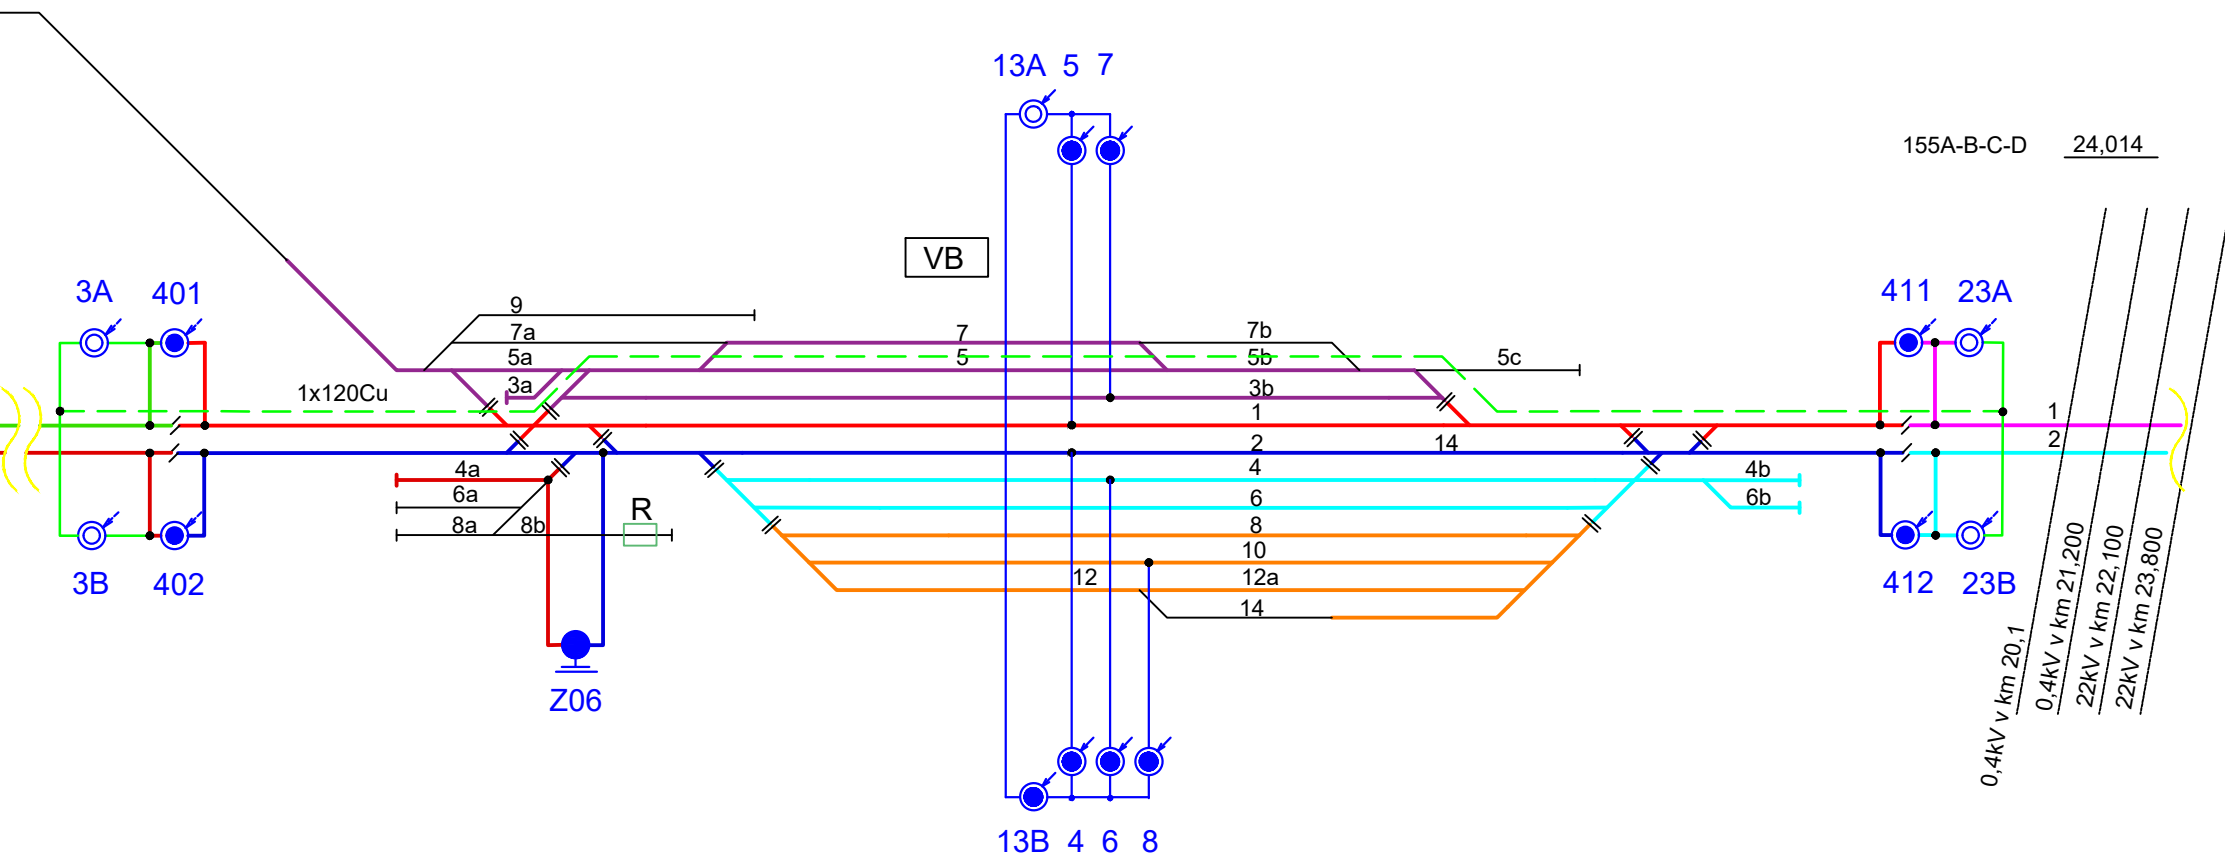 13A 5 7
155A-B-C-D 24,014
VB
3A 401
411 23A
9
7a 7 7b
5a 5 5b 5c
3a 3b
1x120Cu
1 1
2 14 2
4a 4 4b
6a 6 6b
8a 8b R 8
10
12 12a
14
3B 402
412 23B
Z06
0,4kV v km 20,1
0,4kV v km 21,200
22kV v km 22,100
22kV v km 23,800
13B 4 6 8